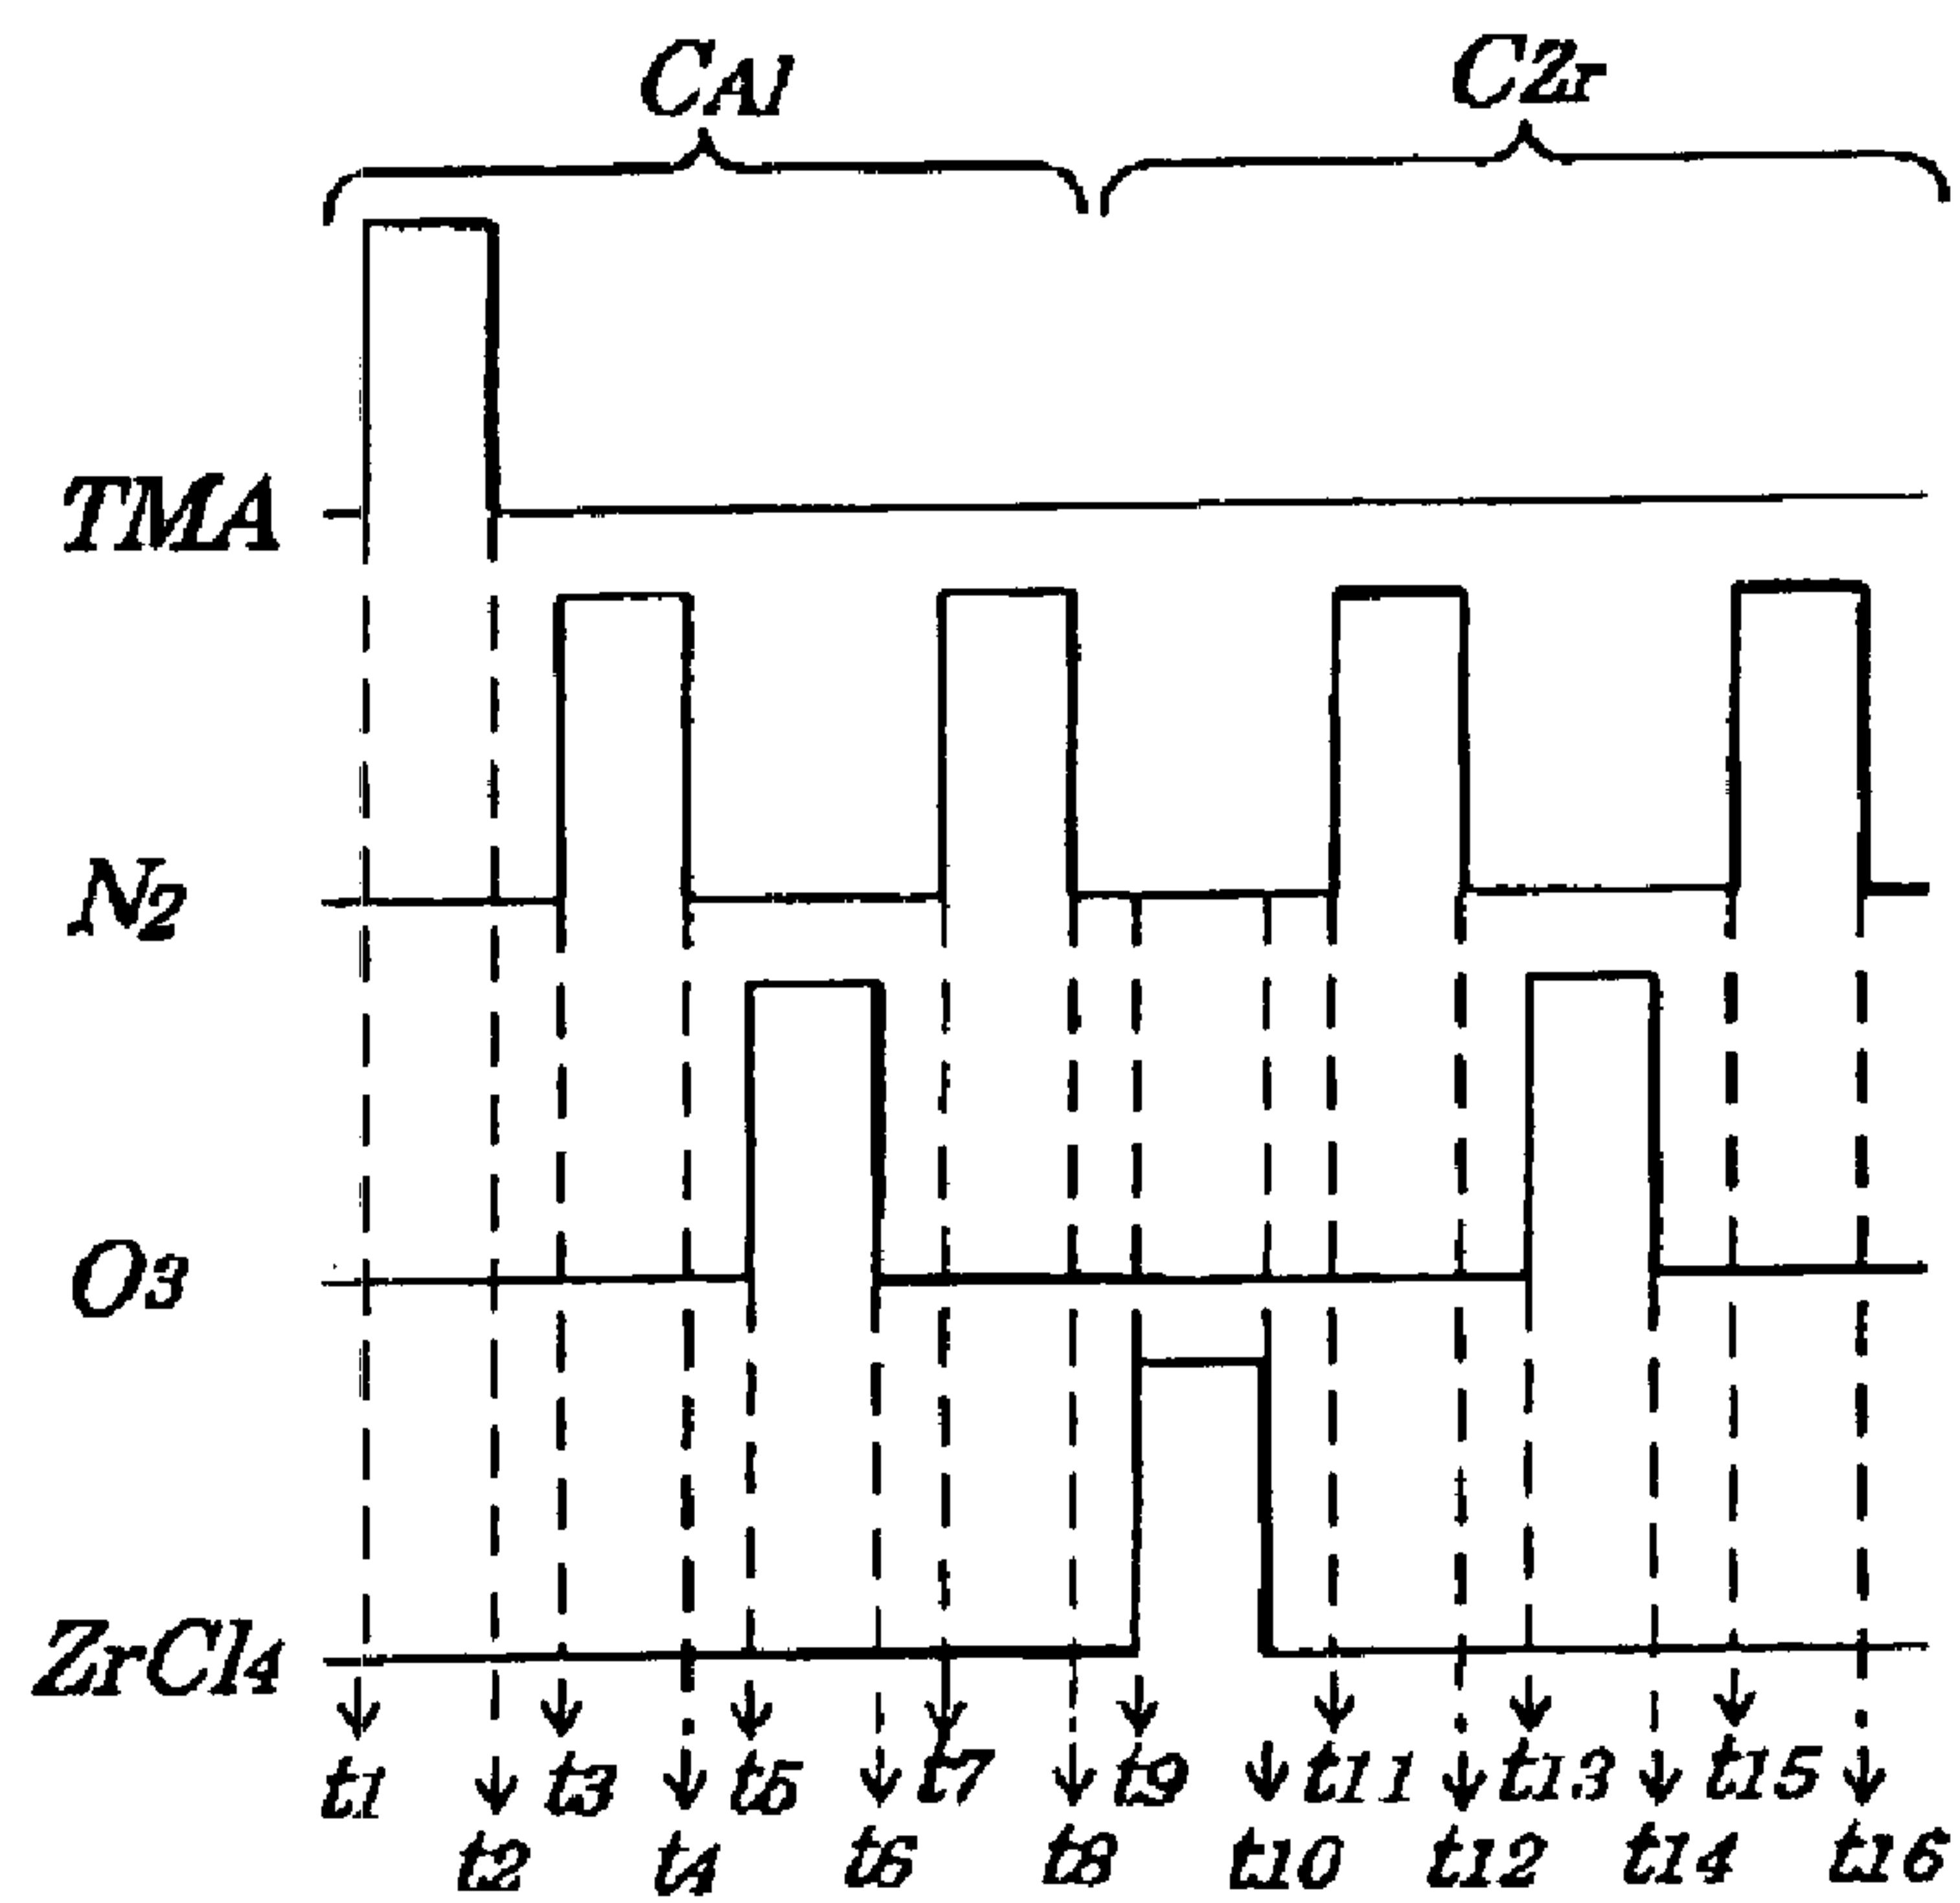 CAl CZr
TMA
N2
O3
ZrCl4
t1 t3 t5 t7 t9 t11 t13 t15
t2 t4 t6 t8 t10 t12 t14 t16